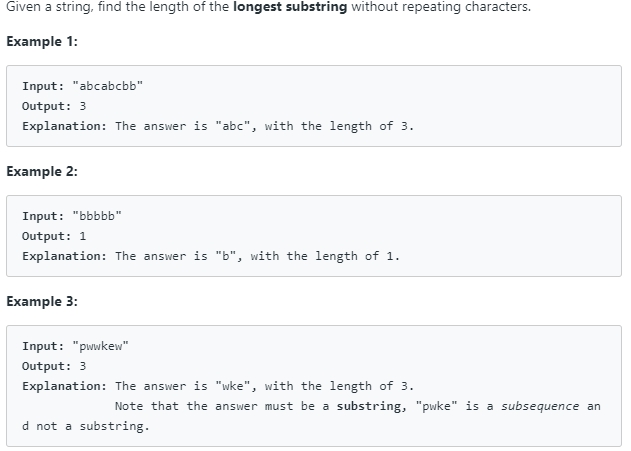 Given a string, find the length of the longest substring without repeating characters.
Example 1:
Input: "abcabcbb"
Output: 3
Explanation: The answer is "abc", with the length of 3.
Example 2:
Input: "bbbbb"
Output: 1
Explanation: The answer is "b", with the length of 1.
Example 3:
Input: "pwwkew"
Output: 3
Explanation: The answer is "wke", with the length of 3.
Note that the answer must be a substring, "pwke" is a subsequence an
d not a substring.